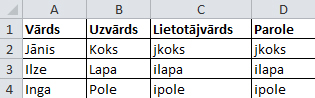 A B C D
1 Vārds Uzvārds Lietotājvārds Parole
2 Jānis Koks jkoks jkoks
3 Ilze Lapa ilapa ilapa
4 Inga Pole ipole ipole